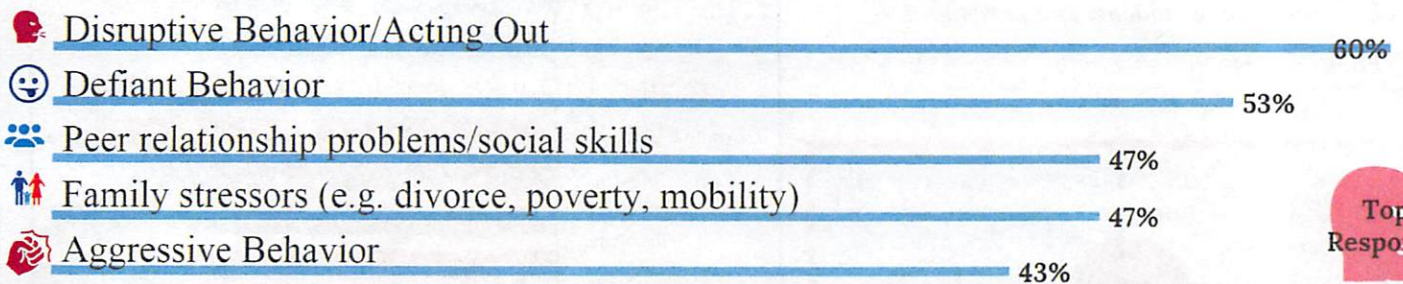 Disruptive Behavior/Acting Out
60%
Defiant Behavior
53%
Peer relationship problems/social skills
47%
Family stressors (e.g. divorce, poverty, mobility)
47%
Aggressive Behavior
43%